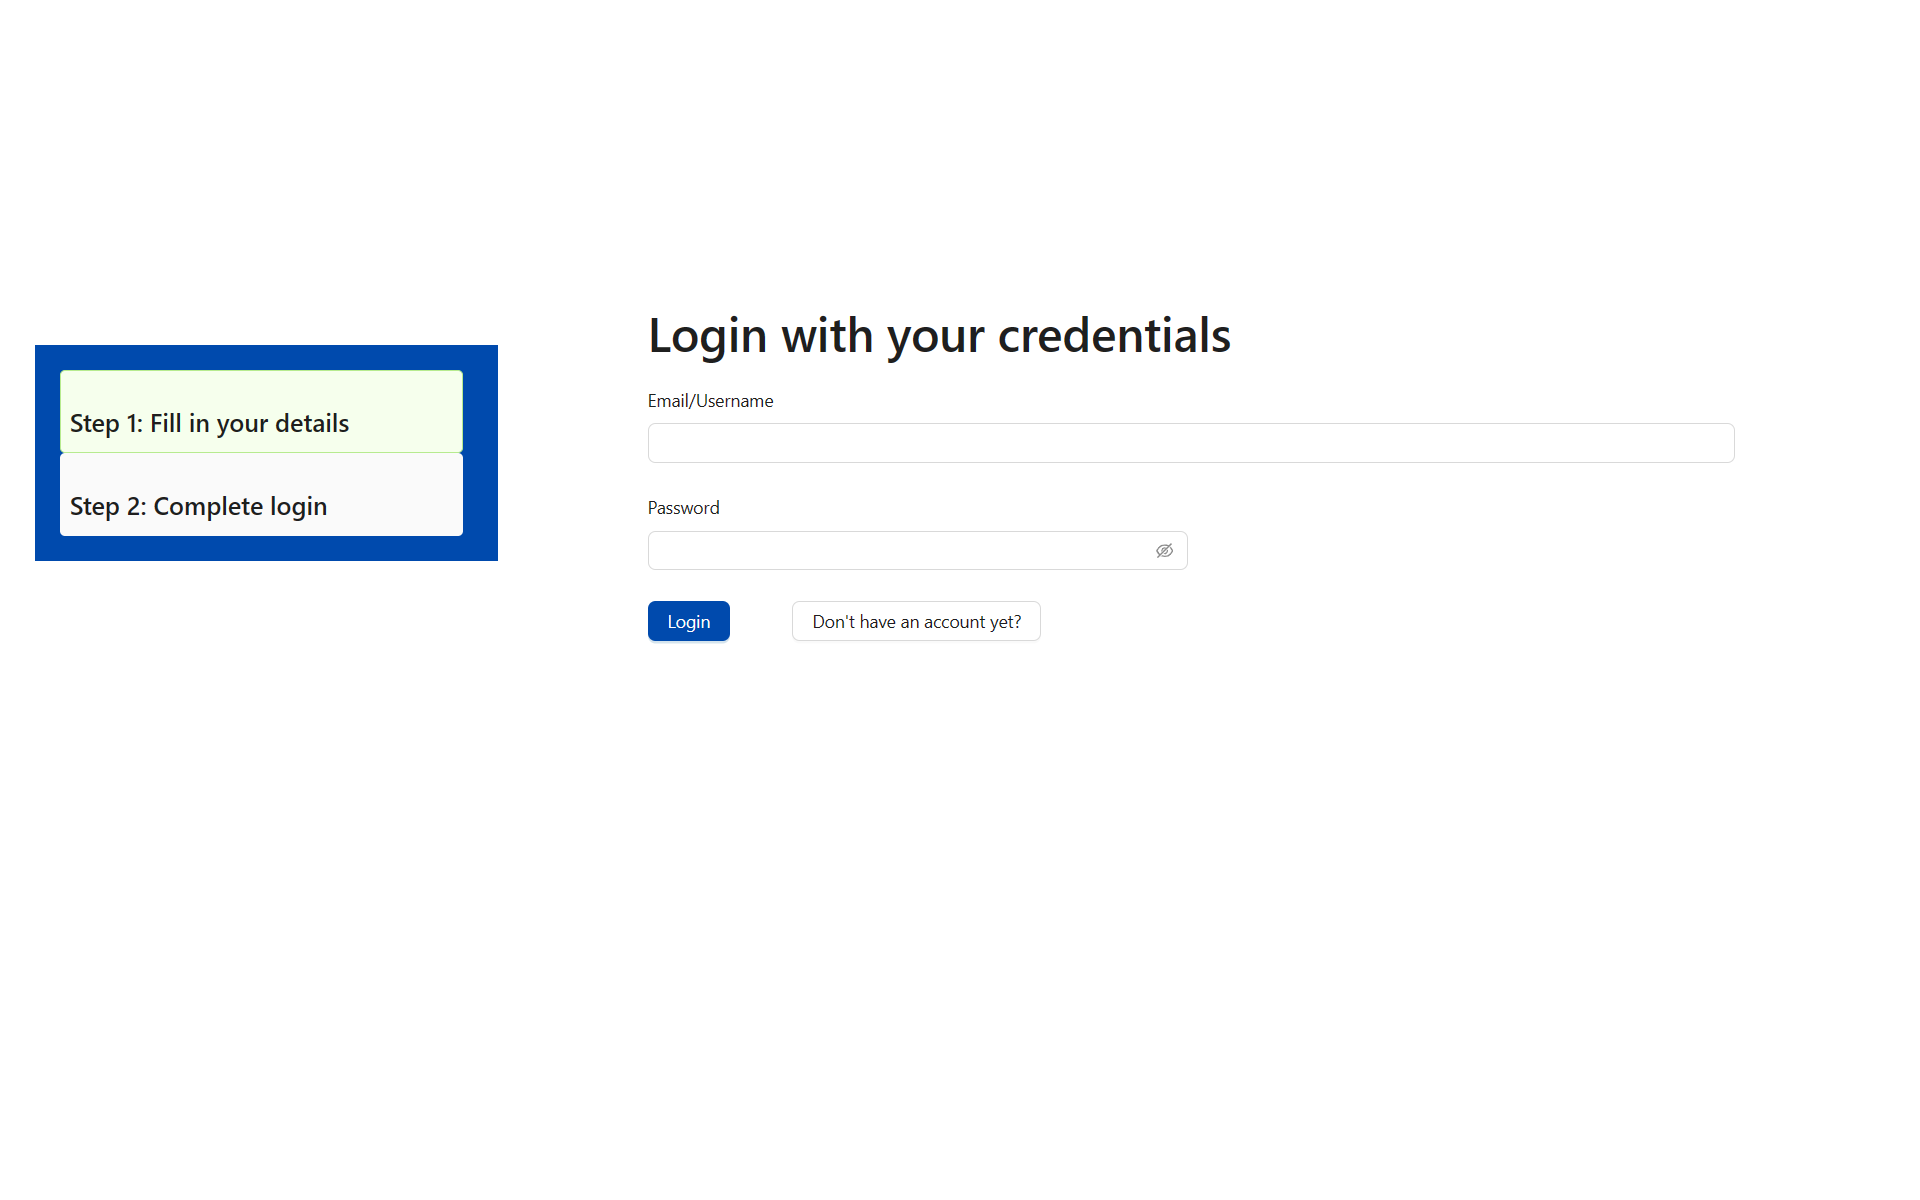 Step 1: Fill in your details
Step 2: Complete login
Login with your credentials
Email/Username
Password
Login
Don't have an account yet?